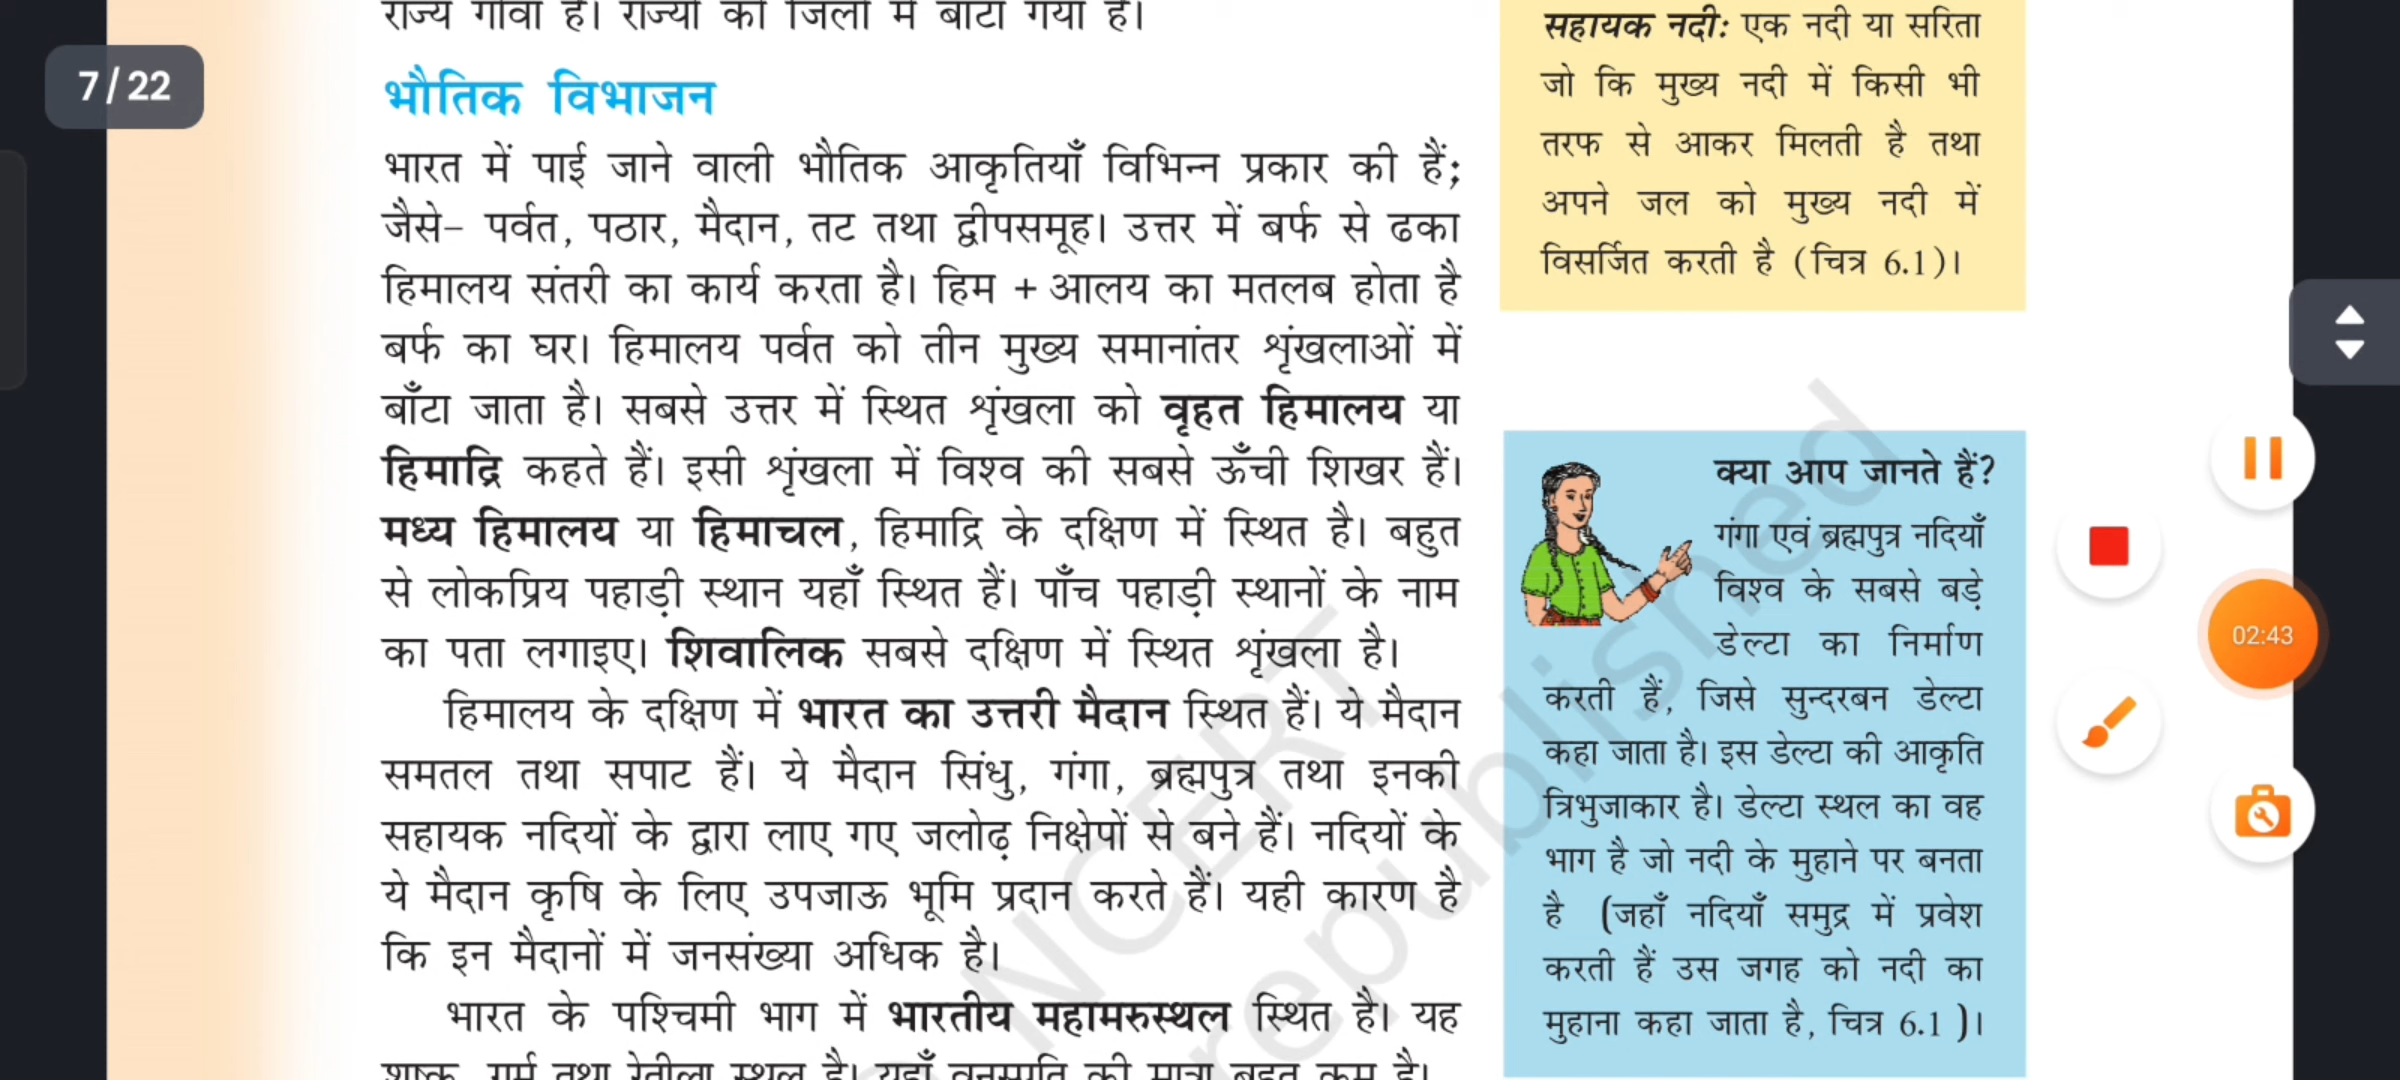 राज्य गोवा है। राज्यों को जिलों में बाँटा गया है।
7/22
भौतिक विभाजन
भारत में पाई जाने वाली भौतिक आकृतियाँ विभिन्न प्रकार की हैं;
जैसे– पर्वत, पठार, मैदान, तट तथा द्वीपसमूह। उत्तर में बर्फ से ढका
हिमालय संतरी का कार्य करता है। हिम + आलय का मतलब होता है
बर्फ का घर। हिमालय पर्वत को तीन मुख्य समानांतर शृंखलाओं में
बाँटा जाता है। सबसे उत्तर में स्थित शृंखला को वृहत हिमालय या
हिमाद्रि कहते हैं। इसी शृंखला में विश्व की सबसे ऊँची शिखर हैं।
मध्य हिमालय या हिमाचल, हिमाद्रि के दक्षिण में स्थित है। बहुत
से लोकप्रिय पहाड़ी स्थान यहाँ स्थित हैं। पाँच पहाड़ी स्थानों के नाम
का पता लगाइए। शिवालिक सबसे दक्षिण में स्थित शृंखला है।
हिमालय के दक्षिण में भारत का उत्तरी मैदान स्थित हैं। ये मैदान
समतल तथा सपाट हैं। ये मैदान सिंधु, गंगा, ब्रह्मपुत्र तथा इनकी
सहायक नदियों के द्वारा लाए गए जलोढ़ निक्षेपों से बने हैं। नदियों के
ये मैदान कृषि के लिए उपजाऊ भूमि प्रदान करते हैं। यही कारण है
कि इन मैदानों में जनसंख्या अधिक है।
भारत के पश्चिमी भाग में भारतीय महामरुस्थल स्थित है। यह
शुष्क, गर्म तथा रेतीला स्थल है। यहाँ वनस्पति की मात्रा बहुत कम है।
सहायक नदी: एक नदी या सरिता
जो कि मुख्य नदी में किसी भी
तरफ से आकर मिलती है तथा
अपने जल को मुख्य नदी में
विसर्जित करती है (चित्र 6.1)।
क्या आप जानते हैं?
गंगा एवं ब्रह्मपुत्र नदियाँ
विश्व के सबसे बड़े
डेल्टा का निर्माण
करती हैं, जिसे सुन्दरबन डेल्टा
कहा जाता है। इस डेल्टा की आकृति
त्रिभुजाकार है। डेल्टा स्थल का वह
भाग है जो नदी के मुहाने पर बनता
है (जहाँ नदियाँ समुद्र में प्रवेश
करती हैं उस जगह को नदी का
मुहाना कहा जाता है, चित्र 6.1 )।
02:43
NCERT
republished